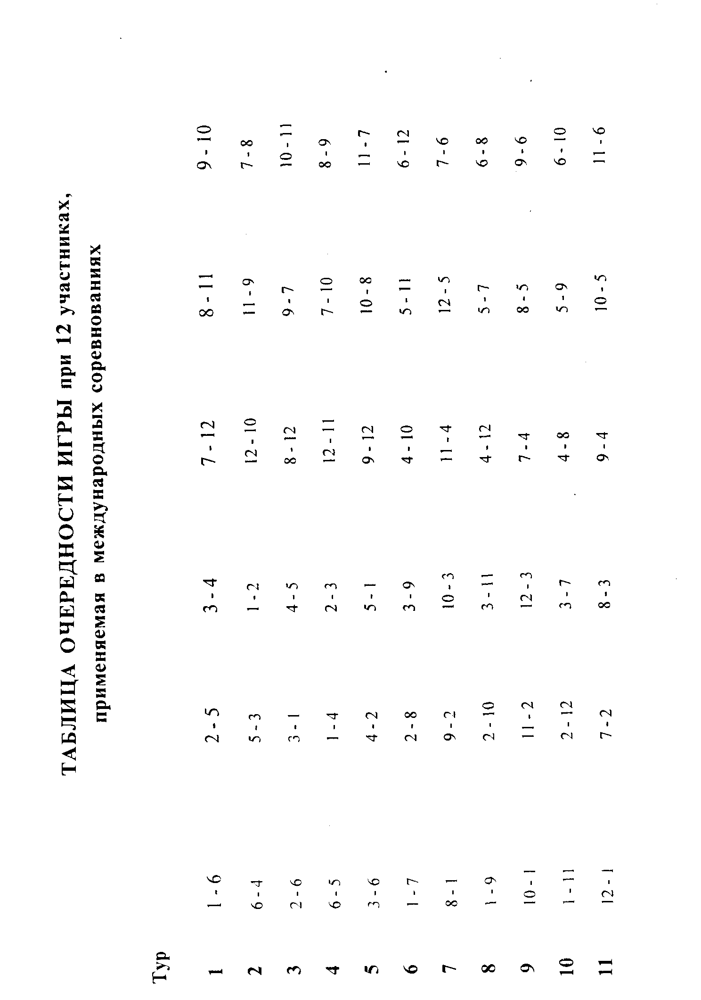 ТАБЛИЦА ОЧЕРЕДНОСТИ ИГРЫ при 12 участниках,
применяемая в международных соревнованиях
Тур
1 1 - 6 2 - 5 3 - 4 7 - 12 8 - 11 9 - 10
2 6 - 4 5 - 3 1 - 2 12 - 10 11 - 9 7 - 8
3 2 - 6 3 - 1 4 - 5 8 - 12 9 - 7 10 - 11
4 6 - 5 1 - 4 2 - 3 12 - 11 7 - 10 8 - 9
5 3 - 6 4 - 2 5 - 1 9 - 12 10 - 8 11 - 7
6 1 - 7 2 - 8 3 - 9 4 - 10 5 - 11 6 - 12
7 8 - 1 9 - 2 10 - 3 11 - 4 12 - 5 7 - 6
8 1 - 9 2 - 10 3 - 11 4 - 12 5 - 7 6 - 8
9 10 - 1 11 - 2 12 - 3 7 - 4 8 - 5 9 - 6
10 1 - 11 2 - 12 3 - 7 4 - 8 5 - 9 6 - 10
11 12 - 1 7 - 2 8 - 3 9 - 4 10 - 5 11 - 6